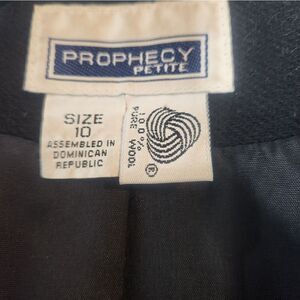 PROPHECY
PETITE
SIZE
10
ASSEMBLED IN
DOMINICAN
REPUBLIC
100%
PURE WOOL